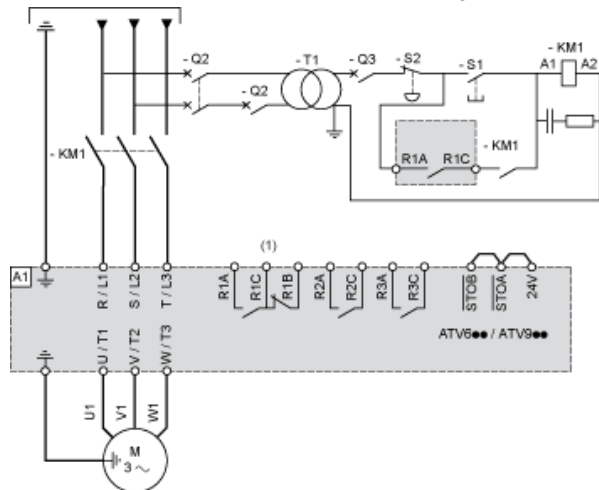 - Q2
- T1
- Q3
- S2
- S1
- KM1
A1
A2
- Q2
- KM1
R1A
R1C
- KM1
(1)
A1
R / L1
S / L2
T / L3
R1A
R1C
R1B
R2A
R2C
R3A
R3C
STOB
STOA
24V
ATV6●● / ATV9●●
U / T1
V / T2
W / T3
U1
V1
W1
M
3 ~